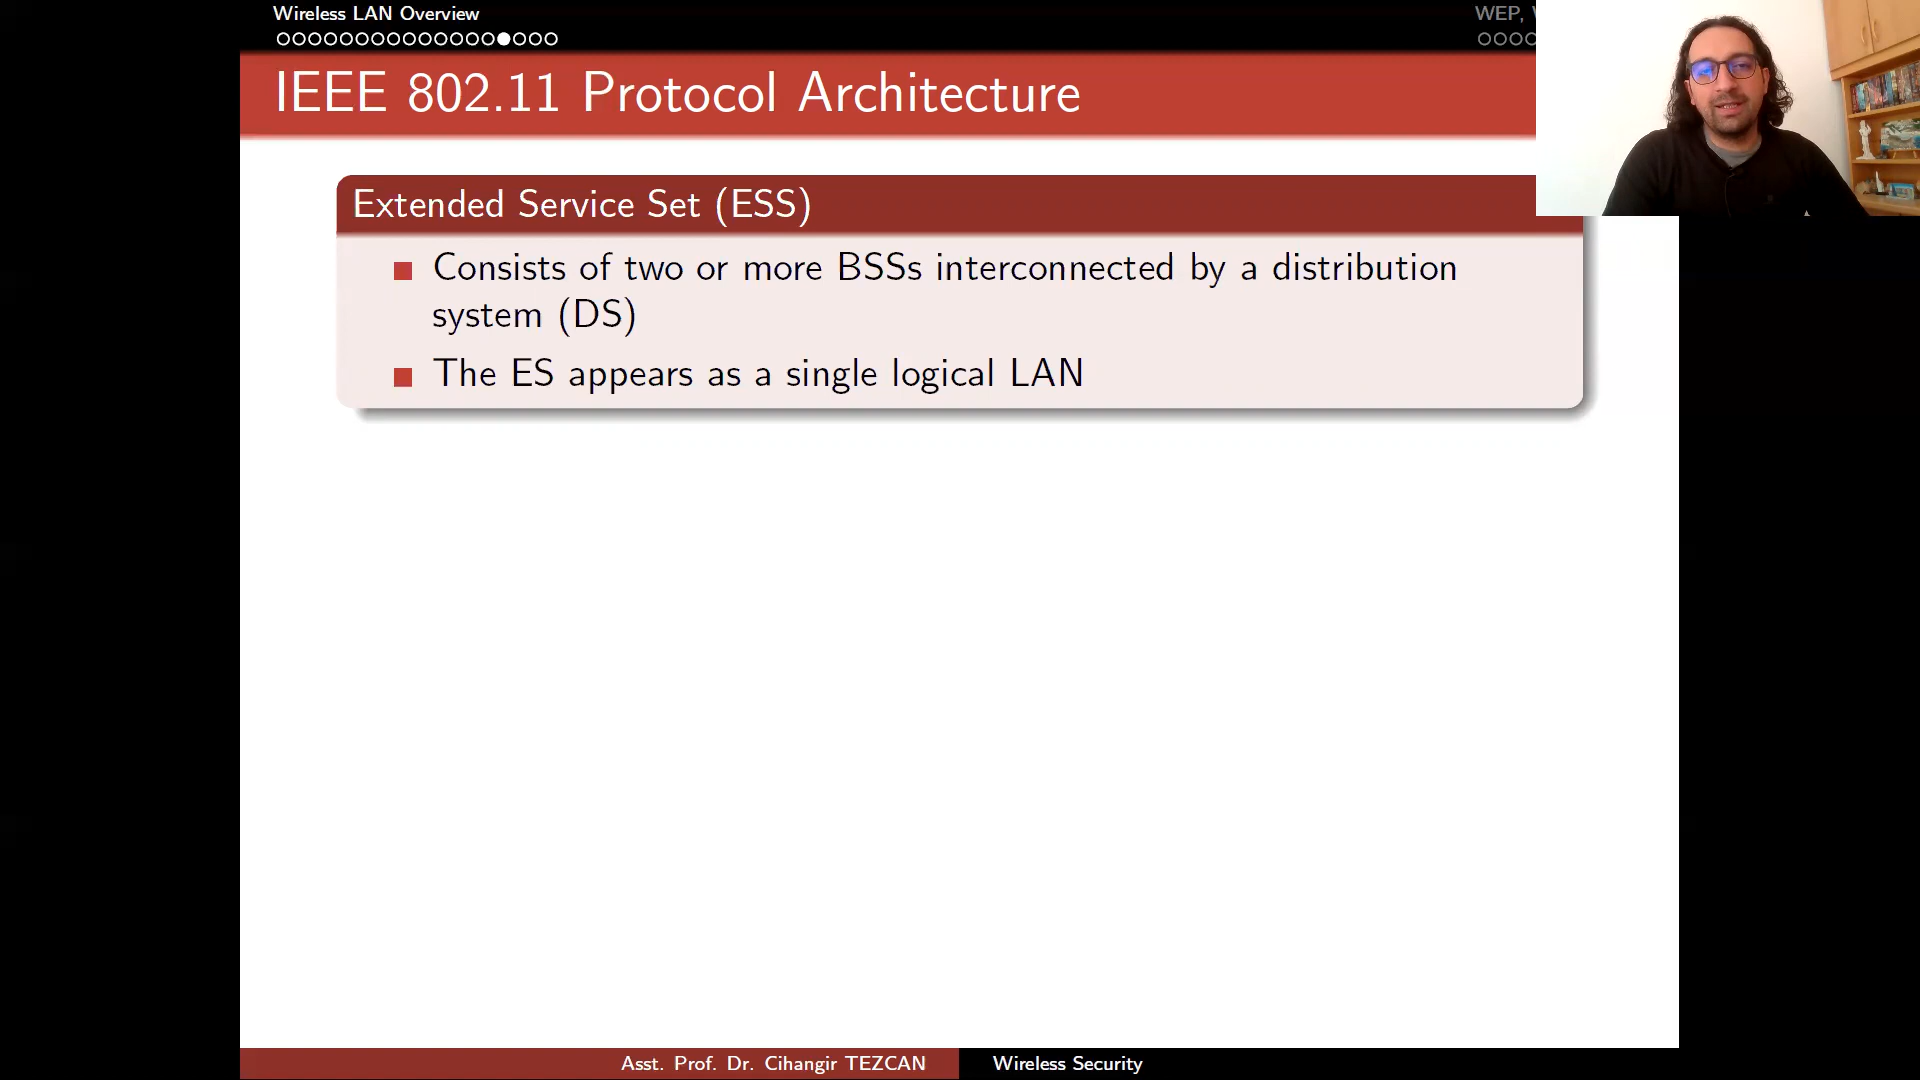 Wireless LAN Overview
WEP,
IEEE 802.11 Protocol Architecture
Extended Service Set (ESS)
Consists of two or more BSSs interconnected by a distribution
system (DS)
The ES appears as a single logical LAN
Asst. Prof. Dr. Cihangir TEZCAN
Wireless Security